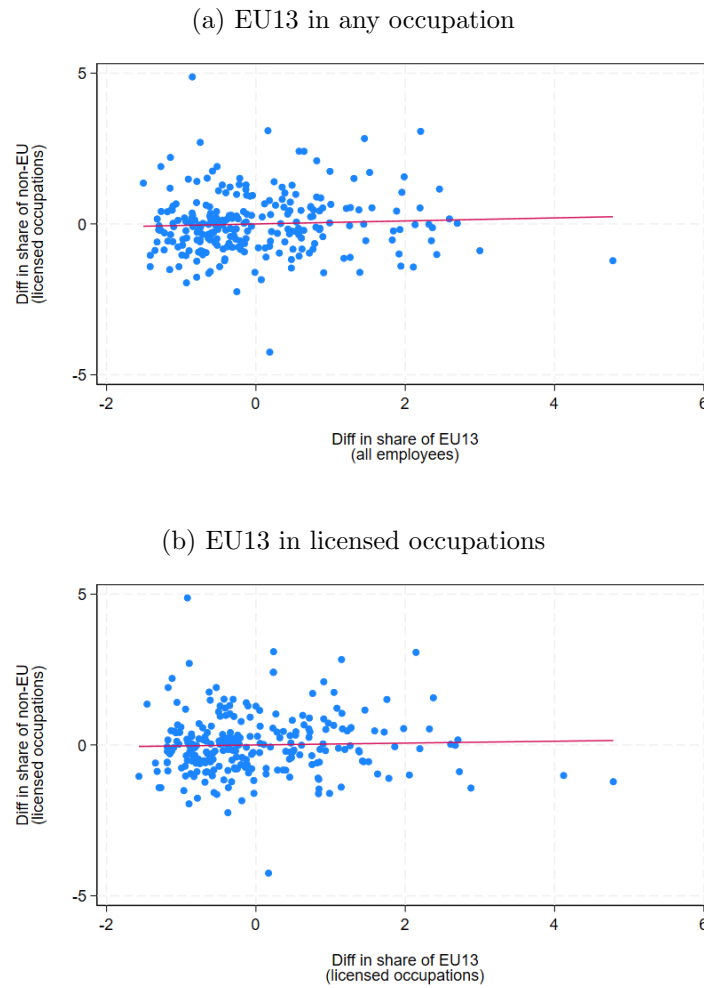 (a) EU13 in any occupation
Diff in share of non-EU
(licensed occupations)
5
0
-5
-2
0
2
4
6
Diff in share of EU13
(all employees)
(b) EU13 in licensed occupations
Diff in share of non-EU
(licensed occupations)
5
0
-5
-2
0
2
4
6
Diff in share of EU13
(licensed occupations)